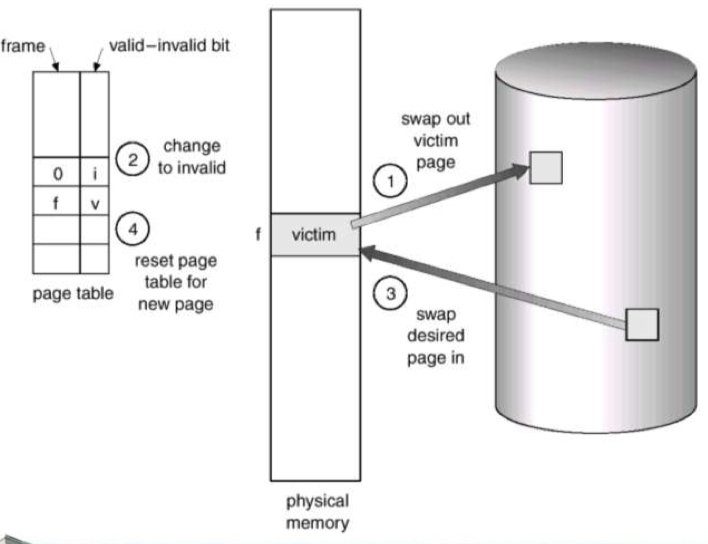 frame
valid–invalid bit
0 i
f v
page table
2
change
to invalid
4
reset page
table for
new page
f
victim
physical
memory
1
swap out
victim
page
3
swap
desired
page in